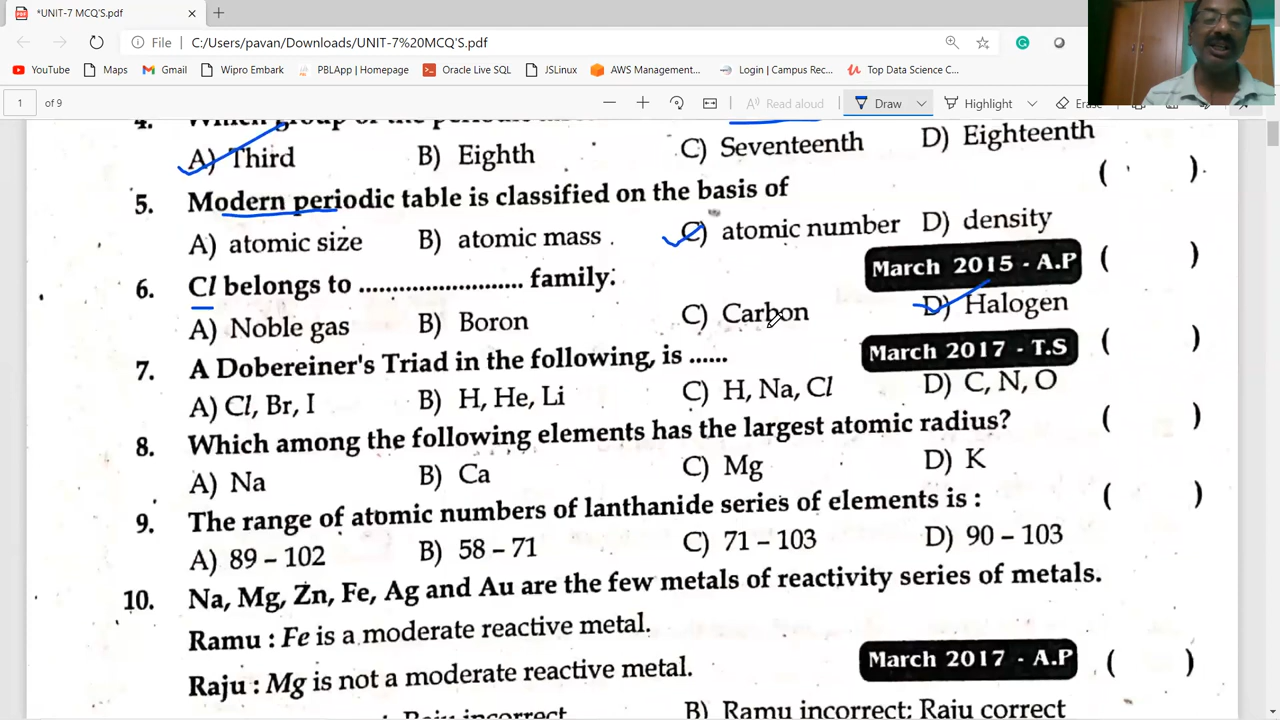 *UNIT-7 MCQ'S.pdf
File C:/Users/pavan/Downloads/UNIT-7%20MCQ'S.pdf
YouTube Maps Gmail Wipro Embark PBLApp | Homepage Oracle Live SQL JSLinux AWS Management... Login | Campus Rec... Top Data Science C...
1 of 9 Read aloud Draw Highlight Erase
4. Which group of the periodic
A) Third B) Eighth C) Seventeenth D) Eighteenth
5. Modern periodic table is classified on the basis of ( ).
A) atomic size B) atomic mass . C) atomic number D) density
March 2015 - A.P ( )
6. Cl belongs to ........................ family:
A) Noble gas B) Boron C) Carbon D) Halogen
7. A Dobereiner's Triad in the following, is ...... March 2017 - T.S ( )
A) Cl, Br, I B) H, He, Li C) H, Na, Cl D) C, N, O
8. Which among the following elements has the largest atomic radius? ( )
A) Na B) Ca C) Mg D) K
9. The range of atomic numbers of lanthanide series of elements is : ( )
A) 89 – 102 B) 58 – 71 C) 71 – 103 D) 90 – 103
10. Na, Mg, Zn, Fe, Ag and Au are the few metals of reactivity series of metals.
Ramu : Fe is a moderate reactive metal.
Raju : Mg is not a moderate reactive metal. March 2017 - A.P ( )
Raju incorrect B) Ramu incorrect; Raju correct